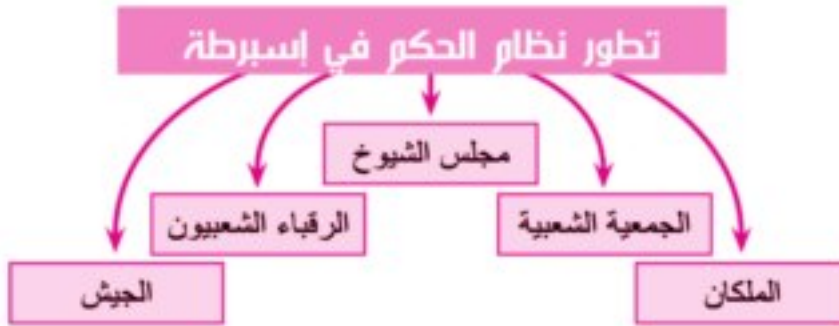 تطور نظام الحكم في إسبرطة
مجلس الشيوخ
الجمعية الشعبية
الرقباء الشعبيون
الملكان
الجيش